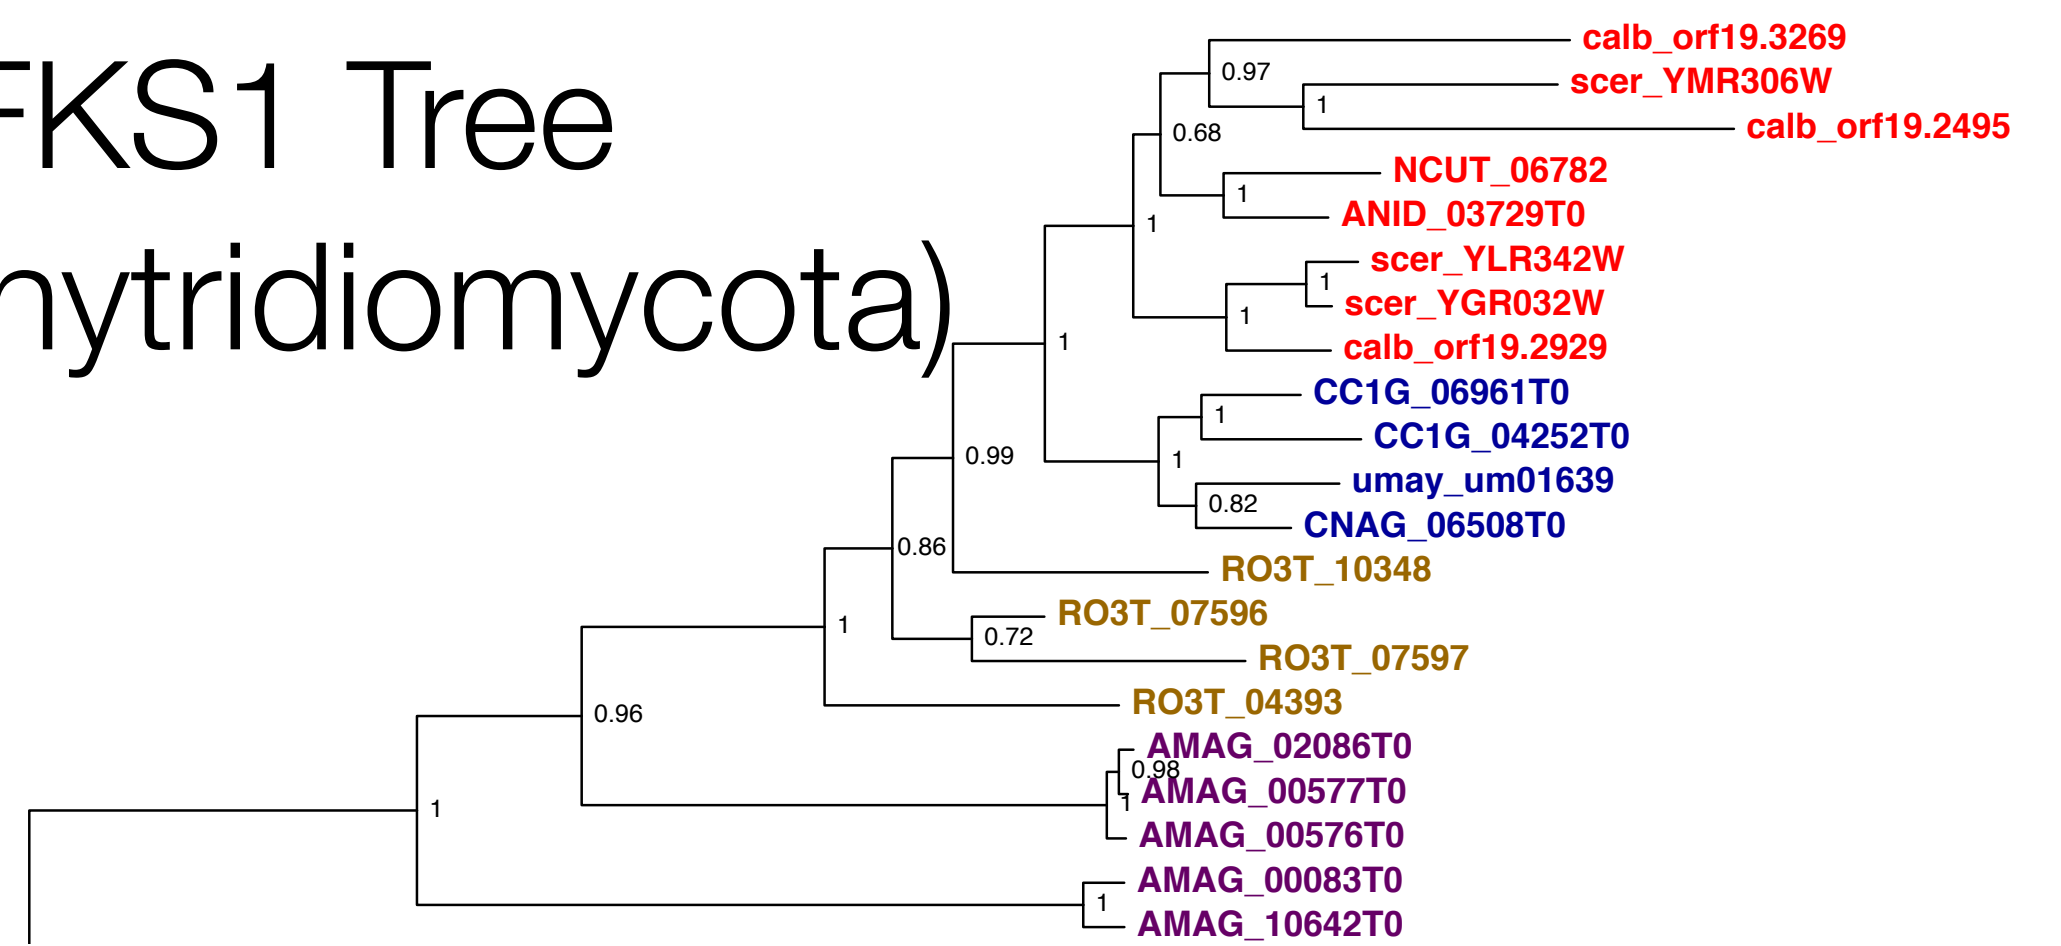 FKS1 Tree
hytridiomycota)
calb_orf19.3269
0.97
scer_YMR306W
1
calb_orf19.2495
0.68
NCUT_06782
1
ANID_03729T0
1
scer_YLR342W
1
scer_YGR032W
1
calb_orf19.2929
1
CC1G_06961T0
1
CC1G_04252T0
0.99
1
umay_um01639
0.82
CNAG_06508T0
0.86
RO3T_10348
RO3T_07596
1
0.72
RO3T_07597
RO3T_04393
0.96
AMAG_02086T0
0.98
AMAG_00577T0
1
1
AMAG_00576T0
AMAG_00083T0
1
AMAG_10642T0